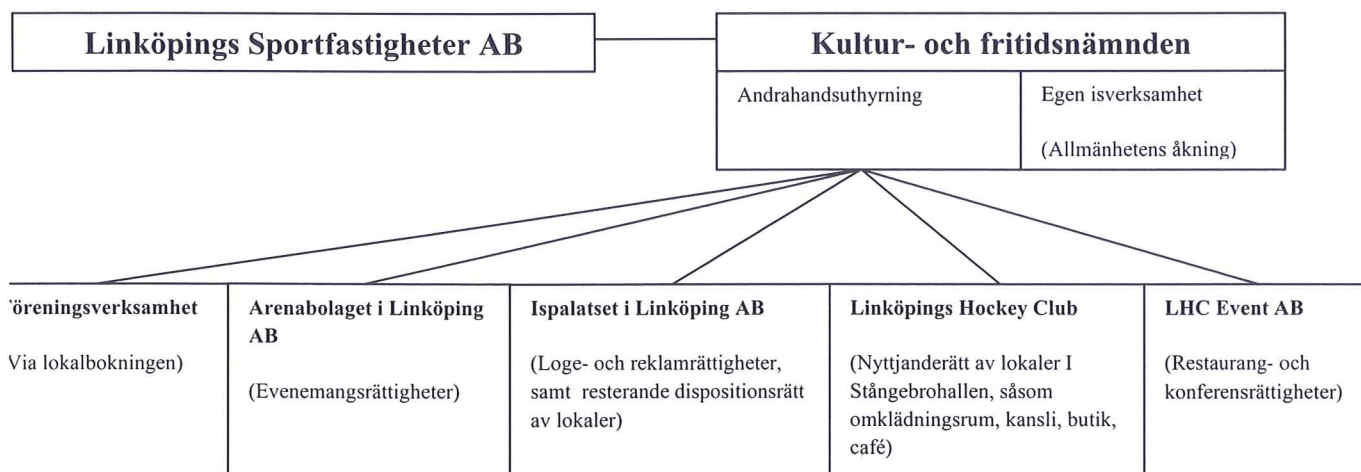 Linköpings Sportfastigheter AB
Kultur- och fritidsnämnden
Andrahandsuthyrning
Egen isverksamhet
(Allmänhetens åkning)
öreningsverksamhet
Via lokalbokningen)
Arenabolaget i Linköping
AB
(Evenemangsrättigheter)
Ispalatset i Linköping AB
(Loge- och reklamrättigheter,
samt resterande dispositionsrätt
av lokaler)
Linköpings Hockey Club
(Nyttjanderätt av lokaler I
Stångebrohallen, såsom
omklädningsrum, kansli, butik,
café)
LHC Event AB
(Restaurang- och
konferensrättigheter)